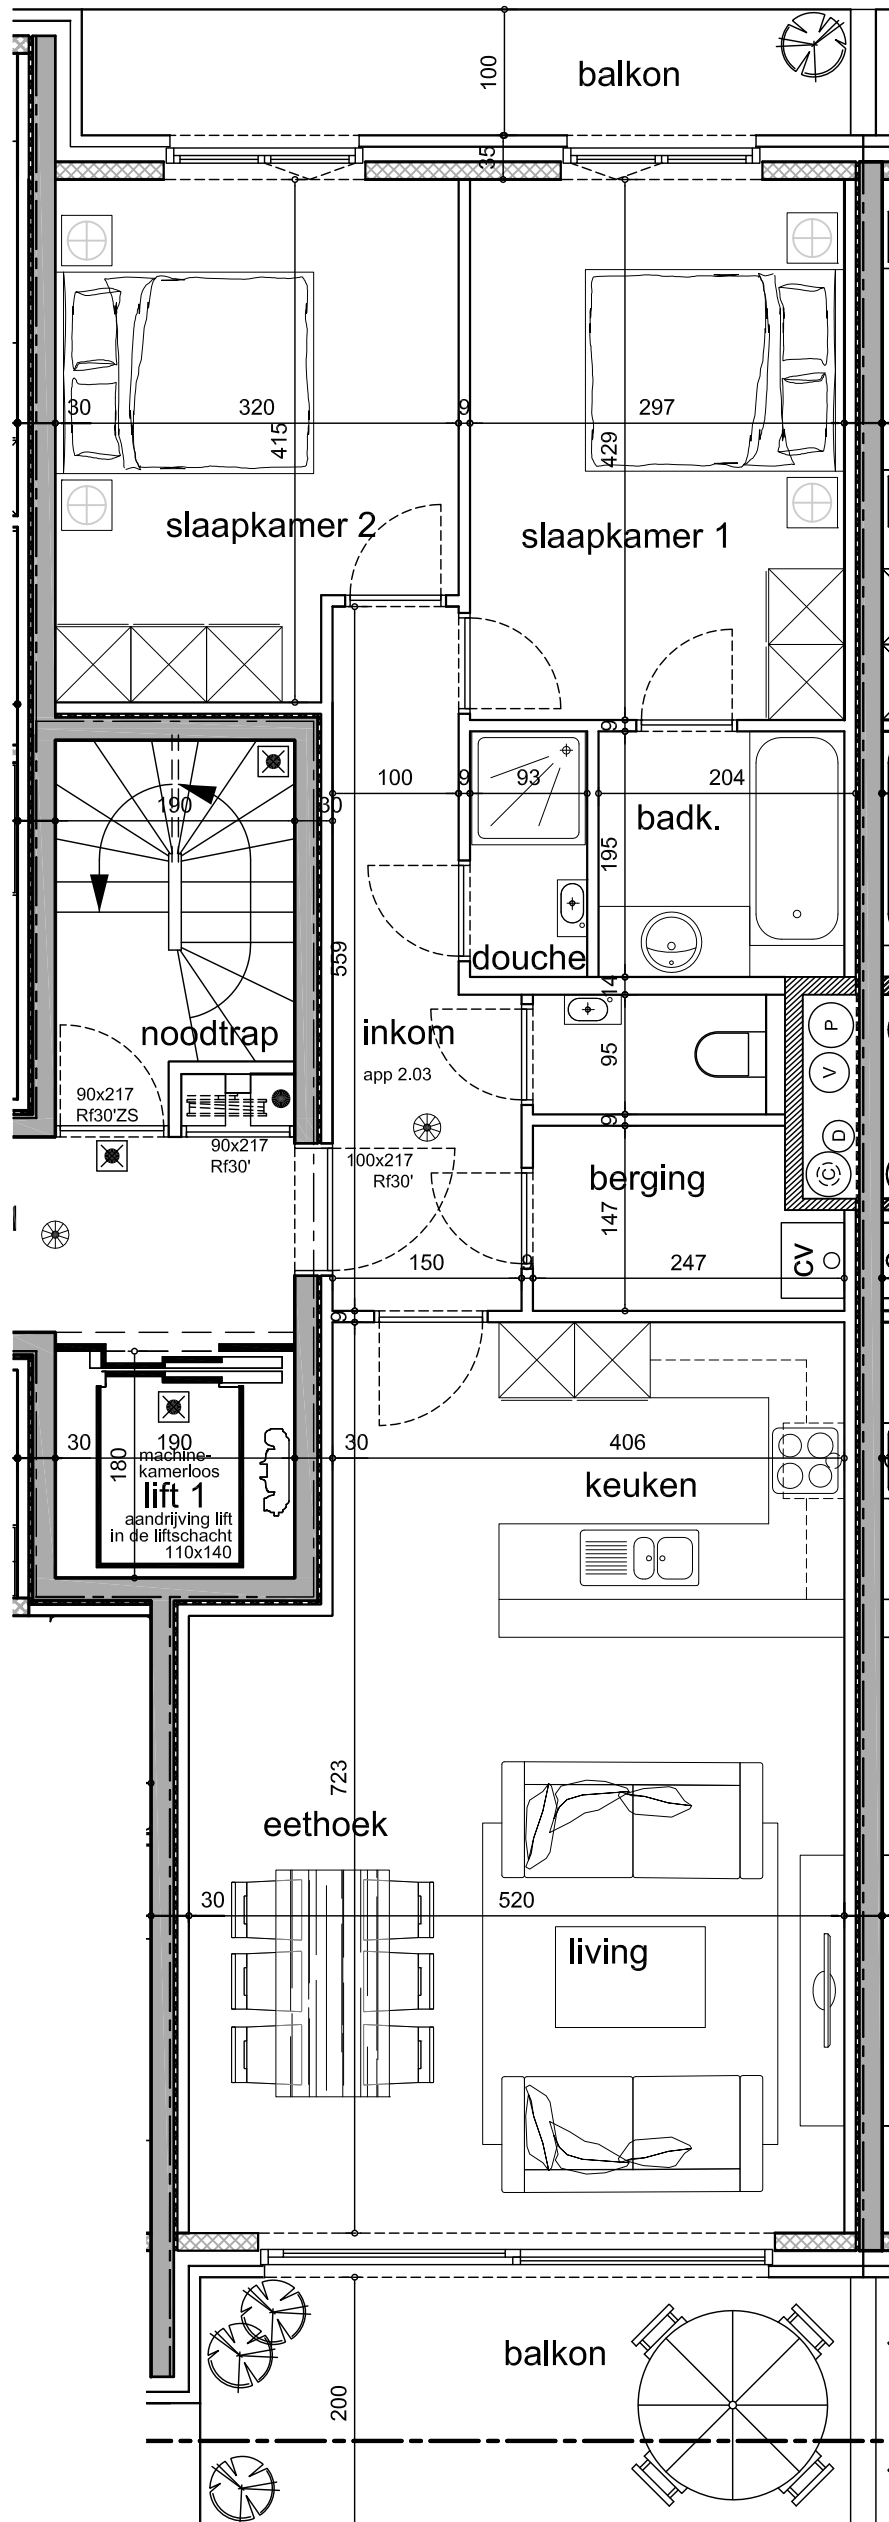 100
balkon
35
30
320
9
297
415
429
slaapkamer 2
slaapkamer 1
9
100
9
93
204
190
30
badk.
195
559
douche
14
noodtrap
inkom
app 2.03
95
P
V
D
C
90x217
Rf30'ZS
90x217
Rf30'
100x217
Rf30'
9
berging
147
150
9
247
CV
9
30
190
30
406
180
machine-
kamerloos
lift 1
aandrijving lift
in de liftschacht
110x140
keuken
723
eethoek
30
520
living
balkon
200